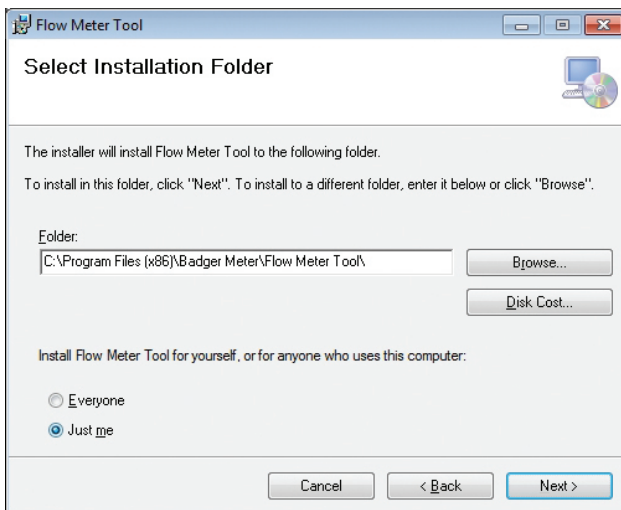 Flow Meter Tool
Select Installation Folder
The installer will install Flow Meter Tool to the following folder.
To install in this folder, click "Next". To install to a different folder, enter it below or click "Browse".
Folder:
C:\Program Files (x86)\Badger Meter\Flow Meter Tool\
Browse...
Disk Cost...
Install Flow Meter Tool for yourself, or for anyone who uses this computer:
Everyone
Just me
Cancel
< Back
Next >